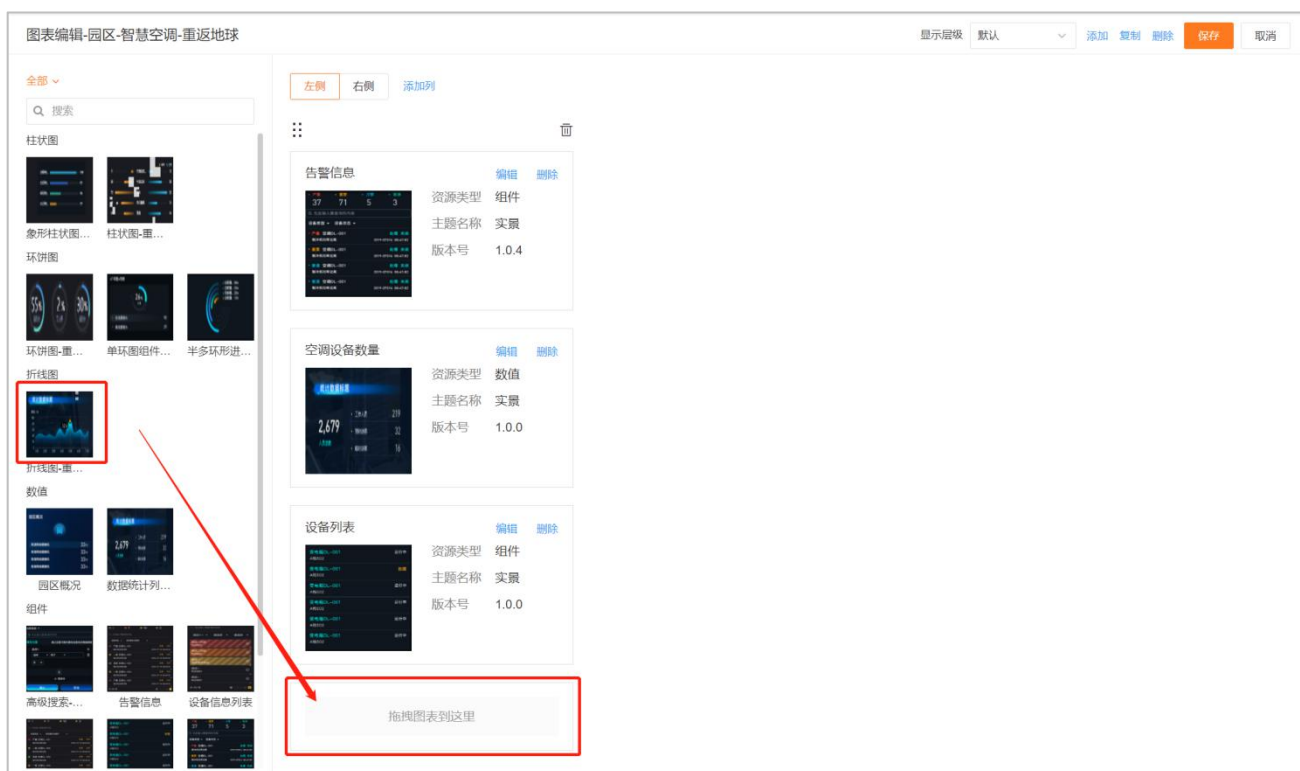 图表编辑-园区-智慧空调-重返地球
显示层级 默认 添加 复制 删除 保存 取消
全部
搜索
柱状图
象形柱状图... 柱状图-重...
环饼图
55% 2% 30%
环饼图-重... 单环图组件... 半多环形进...
折线图
折线图-重...
数值
2,679
园区概况 数据统计列...
组件
高级搜索-... 告警信息 设备信息列表
左侧 右侧 添加列
告警信息 编辑 删除
37 71 5 3
资源类型 组件
主题名称 实景
版本号 1.0.4
空调设备数量 编辑 删除
2,679
资源类型 数值
主题名称 实景
版本号 1.0.0
设备列表 编辑 删除
资源类型 组件
主题名称 实景
版本号 1.0.0
拖拽图表到这里